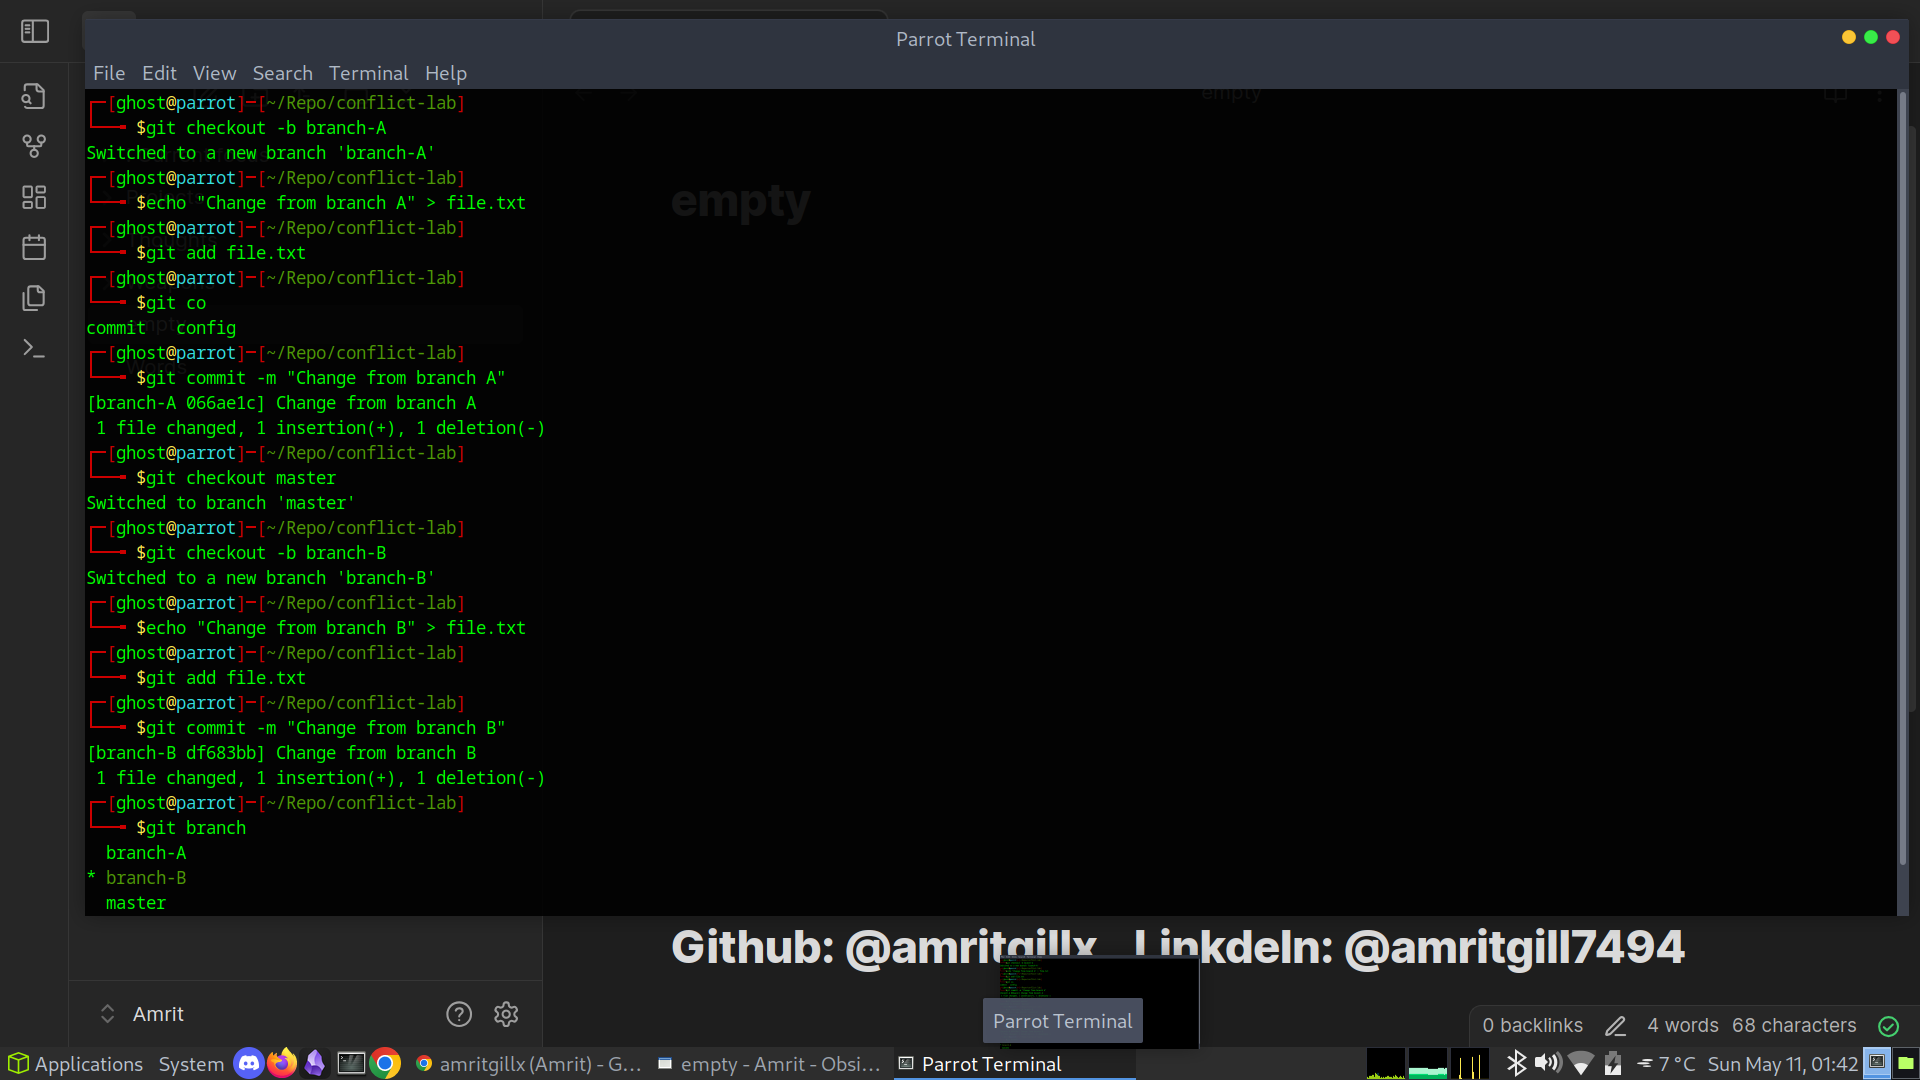 Parrot Terminal
File Edit View Search Terminal Help
empty
[ghost@parrot]─[~/Repo/conflict-lab]
$git checkout -b branch-A
Switched to a new branch 'branch-A'
[ghost@parrot]─[~/Repo/conflict-lab]
$echo "Change from branch A" > file.txt
empty
[ghost@parrot]─[~/Repo/conflict-lab]
$git add file.txt
[ghost@parrot]─[~/Repo/conflict-lab]
$git co
commit config
[ghost@parrot]─[~/Repo/conflict-lab]
$git commit -m "Change from branch A"
[branch-A 066ae1c] Change from branch A
1 file changed, 1 insertion(+), 1 deletion(-)
[ghost@parrot]─[~/Repo/conflict-lab]
$git checkout master
Switched to branch 'master'
[ghost@parrot]─[~/Repo/conflict-lab]
$git checkout -b branch-B
Switched to a new branch 'branch-B'
[ghost@parrot]─[~/Repo/conflict-lab]
$echo "Change from branch B" > file.txt
[ghost@parrot]─[~/Repo/conflict-lab]
$git add file.txt
[ghost@parrot]─[~/Repo/conflict-lab]
$git commit -m "Change from branch B"
[branch-B df683bb] Change from branch B
1 file changed, 1 insertion(+), 1 deletion(-)
[ghost@parrot]─[~/Repo/conflict-lab]
$git branch
branch-A
* branch-B
master
Github: @amritgillx Linkdeln: @amritgill7494
Amrit
Parrot Terminal
0 backlinks 4 words 68 characters
Applications System amritgillx (Amrit) - G... empty - Amrit - Obsi... Parrot Terminal 7 °C Sun May 11, 01:42